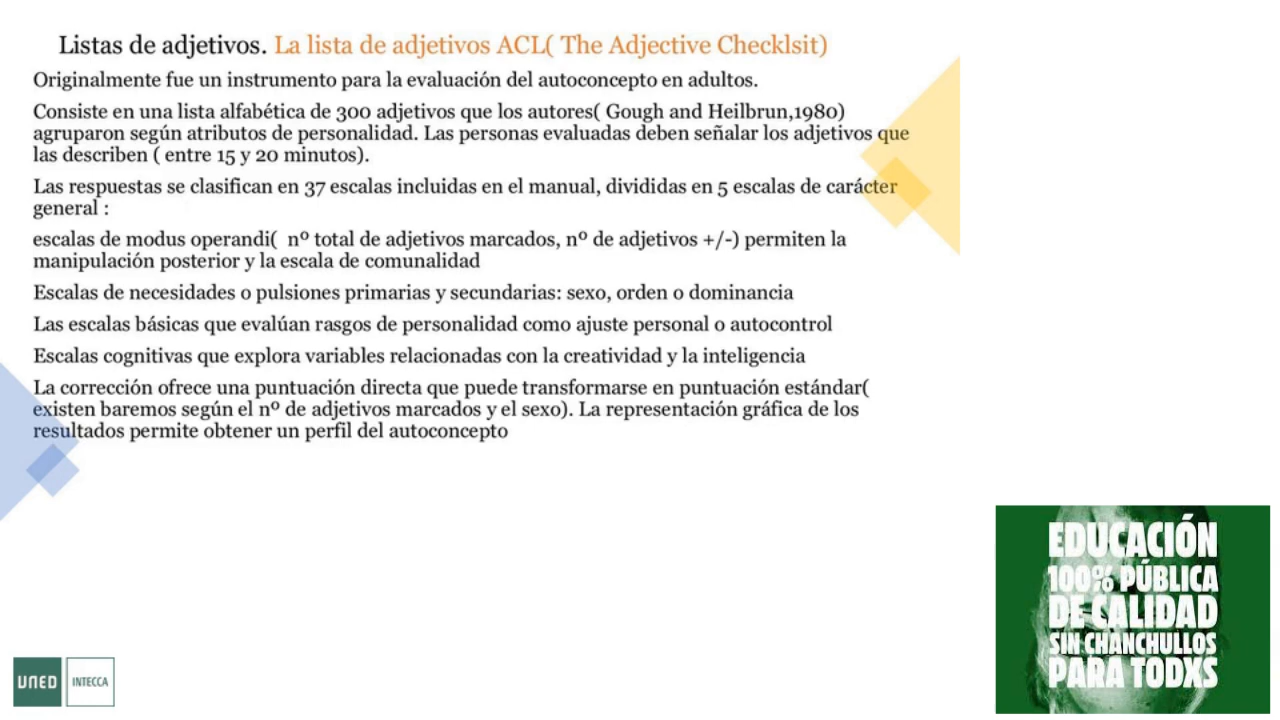 Listas de adjetivos. La lista de adjetivos ACL( The Adjective Checklsit)
Originalmente fue un instrumento para la evaluación del autoconcepto en adultos.
Consiste en una lista alfabética de 300 adjetivos que los autores( Gough and Heilbrun,1980)
agruparon según atributos de personalidad. Las personas evaluadas deben señalar los adjetivos que
las describen ( entre 15 y 20 minutos).
Las respuestas se clasifican en 37 escalas incluidas en el manual, divididas en 5 escalas de carácter
general :
escalas de modus operandi(  nº total de adjetivos marcados, nº de adjetivos +/-) permiten la
manipulación posterior y la escala de comunalidad
Escalas de necesidades o pulsiones primarias y secundarias: sexo, orden o dominancia
Las escalas básicas que evalúan rasgos de personalidad como ajuste personal o autocontrol
Escalas cognitivas que explora variables relacionadas con la creatividad y la inteligencia
La corrección ofrece una puntuación directa que puede transformarse en puntuación estándar(
existen baremos según el nº de adjetivos marcados y el sexo). La representación gráfica de los
resultados permite obtener un perfil del autoconcepto
EDUCACIÓN
100% PÚBLICA
DE CALIDAD
SIN CHANCHULLOS
PARA TODXS
UNED INTECCA